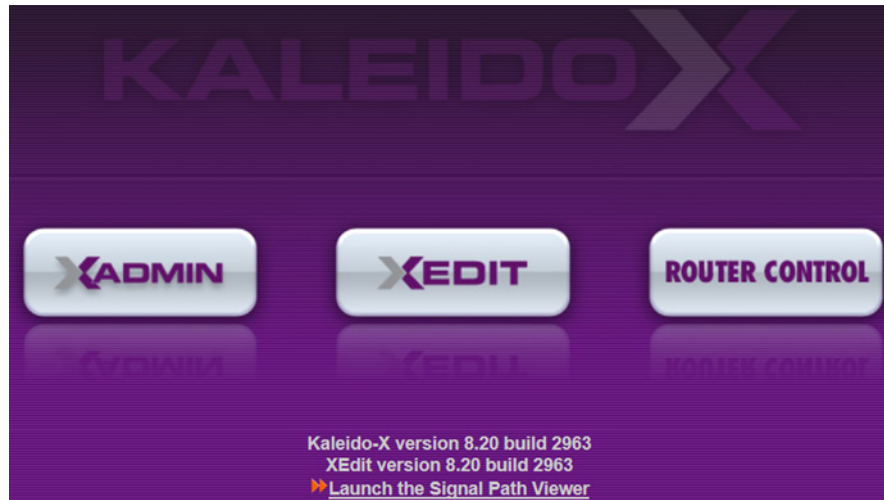 KALEIDOX
XADMIN
XEDIT
ROUTER CONTROL
Kaleido-X version 8.20 build 2963
XEdit version 8.20 build 2963
Launch the Signal Path Viewer